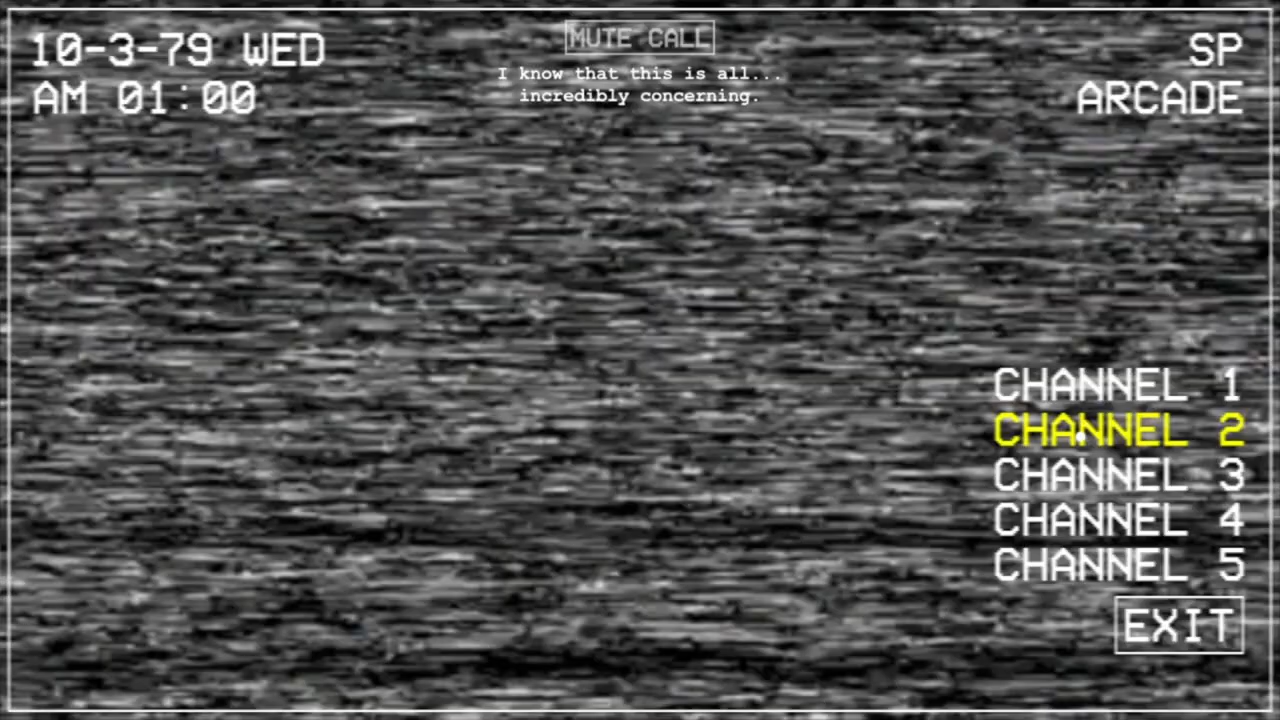 10-3-79 WED
AM 01:00
MUTE CALL
I know that this is all...
incredibly concerning.
SP
ARCADE
CHANNEL 1
CHANNEL 2
CHANNEL 3
CHANNEL 4
CHANNEL 5
EXIT